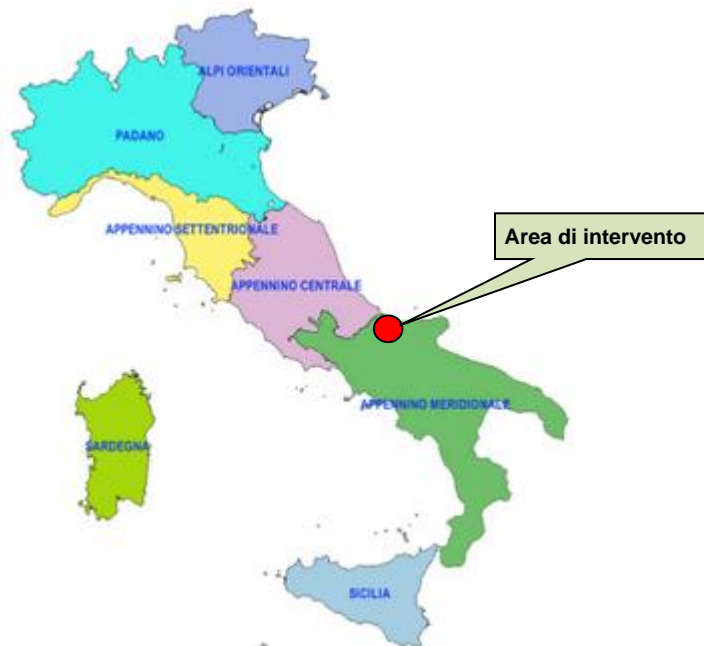 ALPI ORIENTALI
PADANO
APPENNINO SETTENTRIONALE
Area di intervento
APPENNINO CENTRALE
APPENNINO MERIDIONALE
SARDEGNA
SICILIA